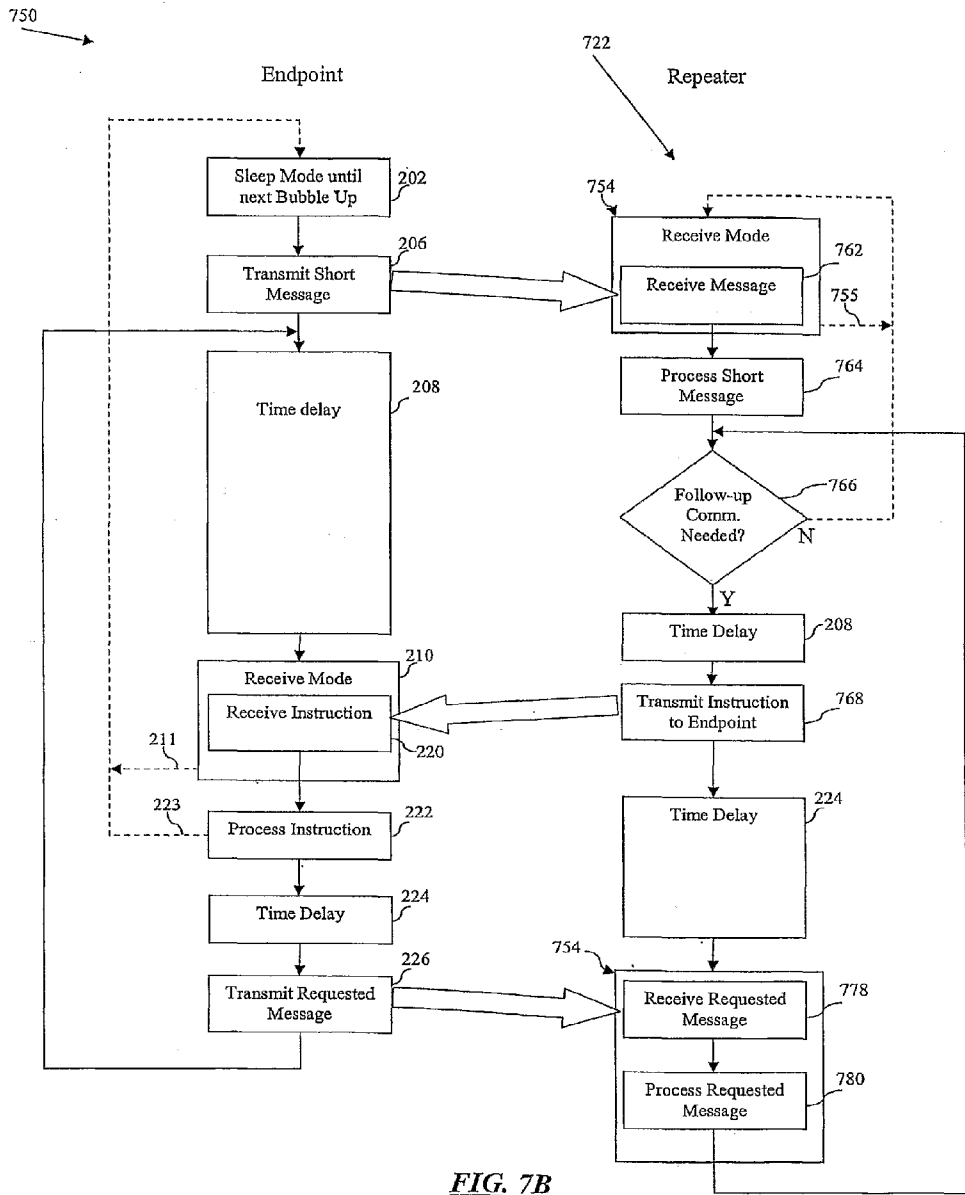 750
722
Endpoint
Repeater
Sleep Mode until
next Bubble Up
202
754
Receive Mode
762
Receive Message
755
206
Transmit Short
Message
Process Short
Message
764
208
Time delay
766
Follow-up
Comm.
Needed?
N
Y
Time Delay
208
210
Receive Mode
Receive Instruction
220
211
Transmit Instruction
to Endpoint
768
223
Process Instruction
222
224
Time Delay
Time Delay
224
226
Transmit Requested
Message
754
Receive Requested
Message
778
Process Requested
Message
780
FIG. 7B